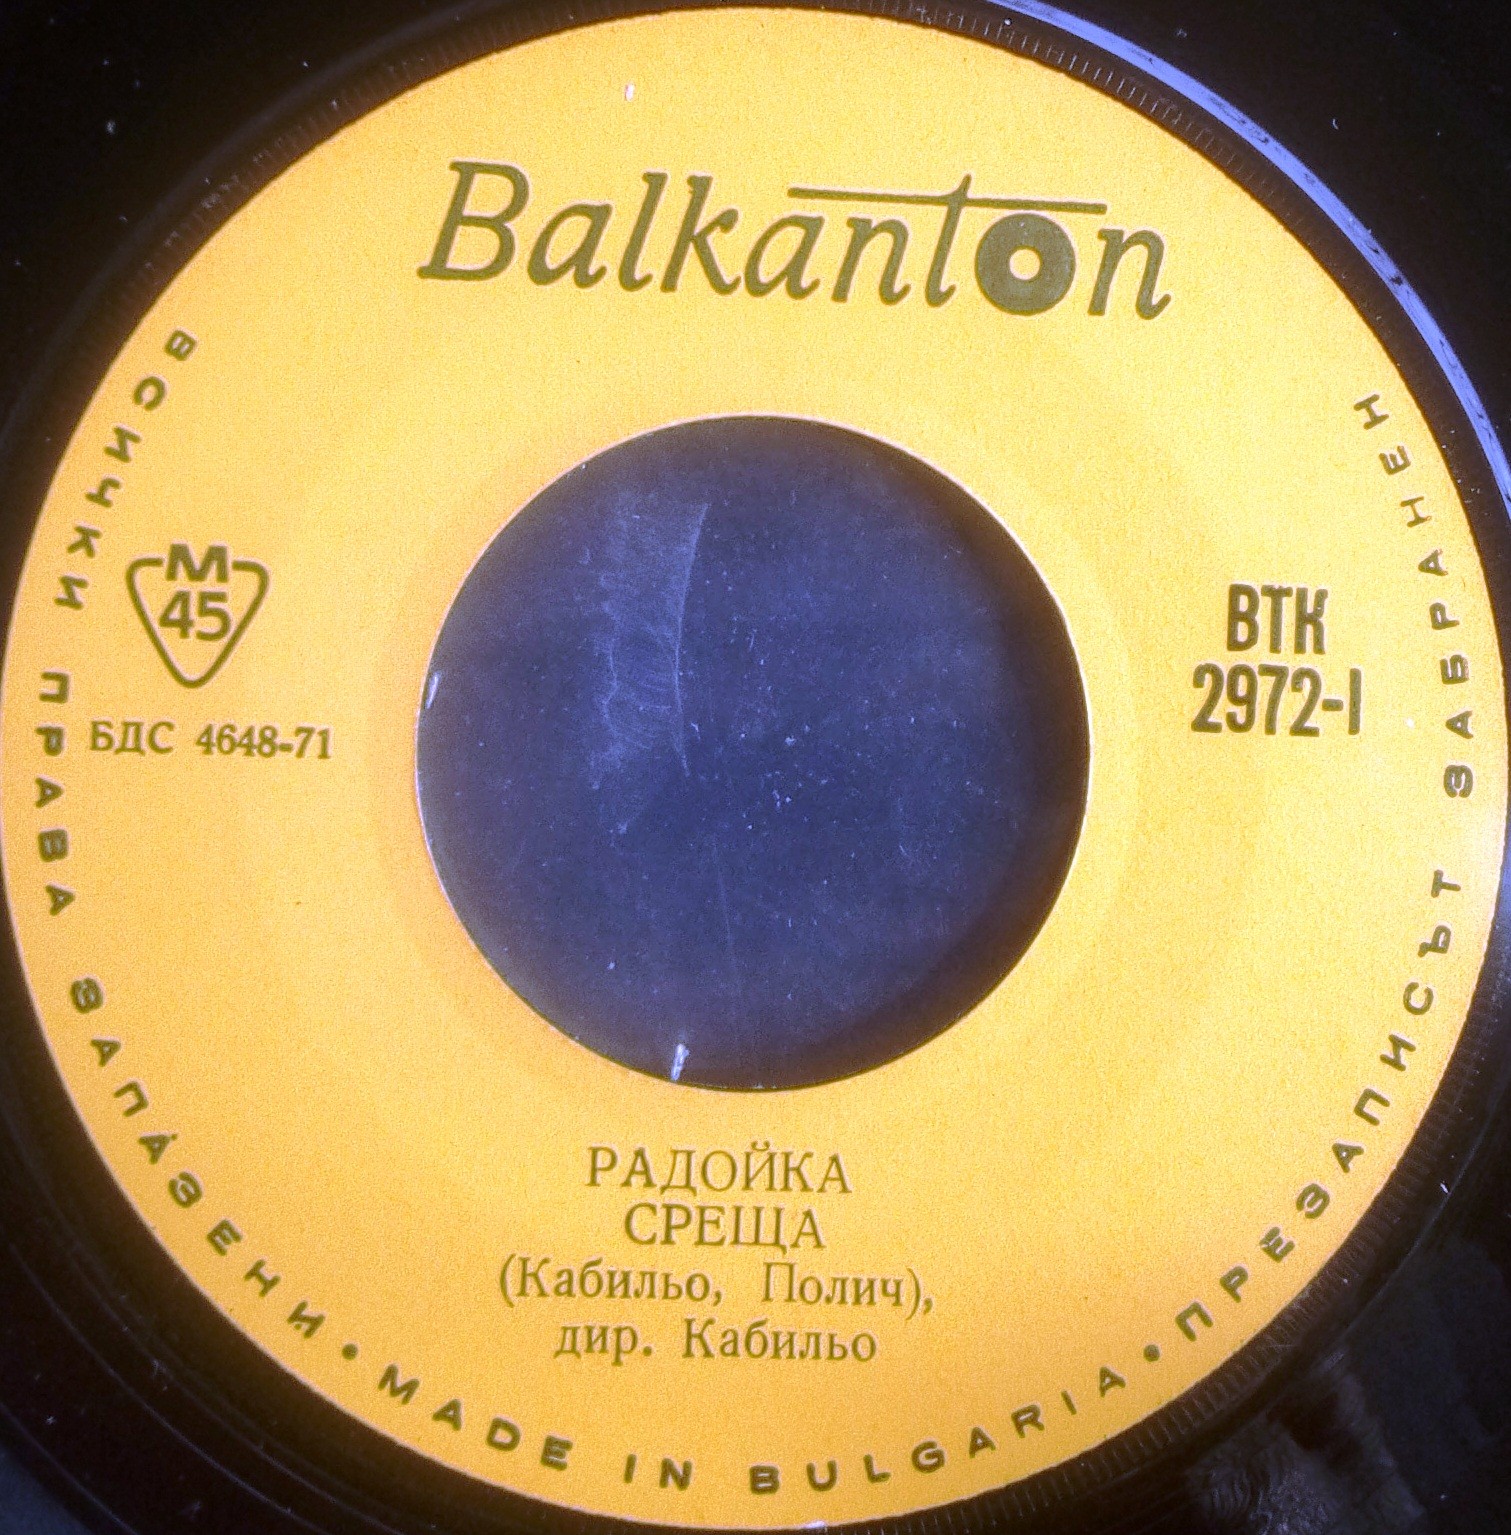 Balkanton
ВСИЧКИ ПРАВА ЗАПАЗЕНИ • MADE IN BULGARIA • ПРЕЗАПИСЪТ ЗАБРАНЕН
M
45
БДС 4648-71
ВТК
2972-I
РАДОЙКА
СРЕЩА
(Кабильо, Полич),
дир. Кабильо